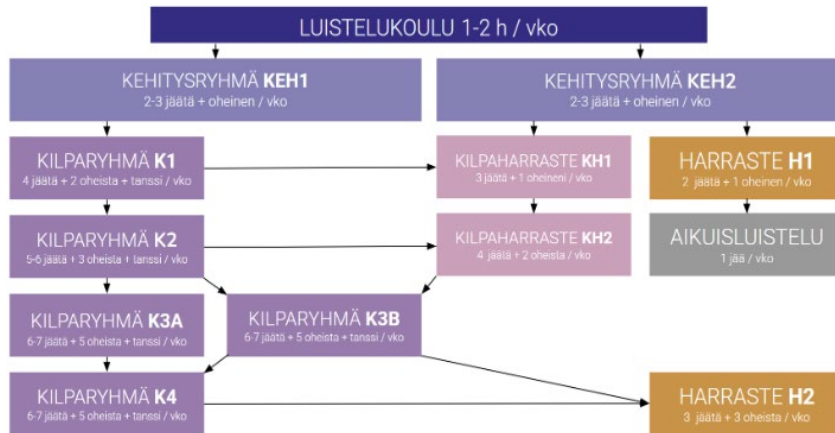 LUISTELUKOULU 1-2 h / vko
KEHITYSRYHMÄ KEH1
2-3 jäätä + oheinen / vko
KEHITYSRYHMÄ KEH2
2-3 jäätä + oheinen / vko
KILPARYHMÄ K1
4 jäätä + 2 oheista + tanssi / vko
KILPAHARRASTE KH1
3 jäätä + 1 oheineni / vko
HARRASTE H1
2 jäätä + 1 oheinen / vko
KILPARYHMÄ K2
5-6 jäätä + 3 oheista + tanssi / vko
KILPAHARRASTE KH2
4 jäätä + 2 oheista / vko
AIKUISLUISTELU
1 jää / vko
KILPARYHMÄ K3A
6-7 jäätä + 5 oheista + tanssi / vko
KILPARYHMÄ K3B
6-7 jäätä + 5 oheista + tanssi / vko
KILPARYHMÄ K4
6-7 jäätä + 5 oheista + tanssi / vko
HARRASTE H2
3 jäätä + 3 oheista / vko